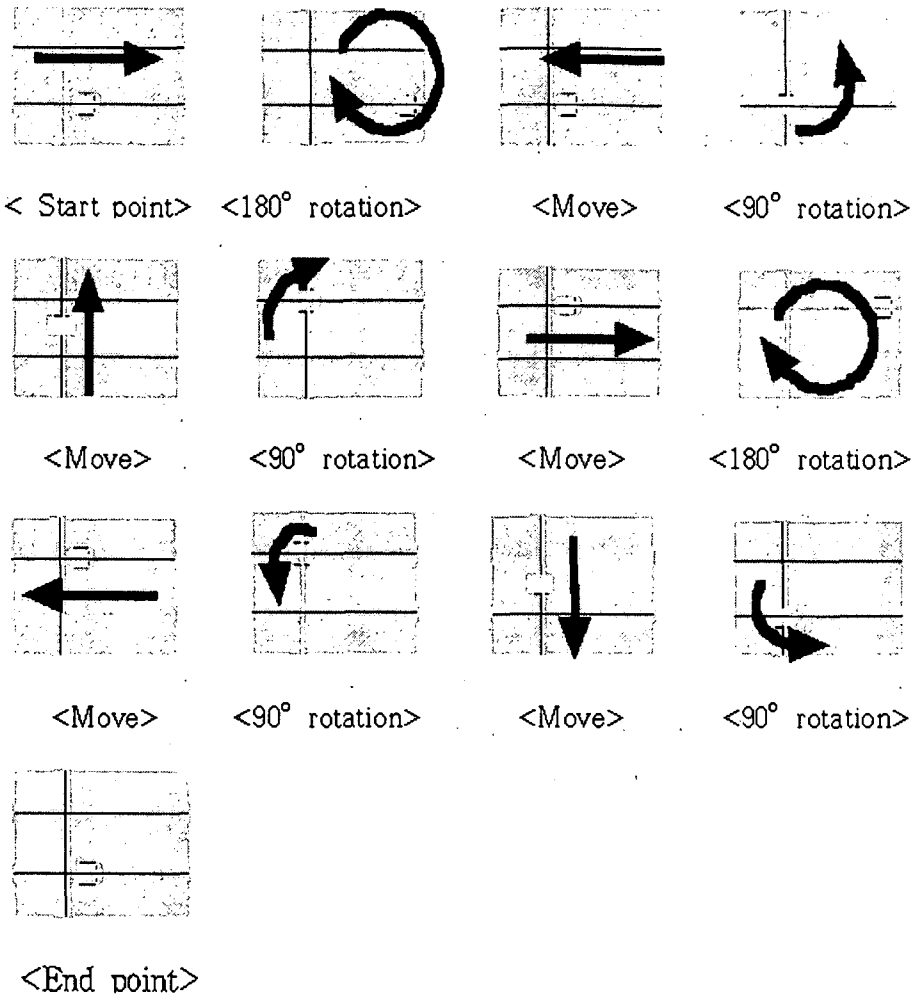 < Start point> <180° rotation> <Move> <90° rotation>
<Move> <90° rotation> <Move> <180° rotation>
<Move> <90° rotation> <Move> <90° rotation>
<End point>